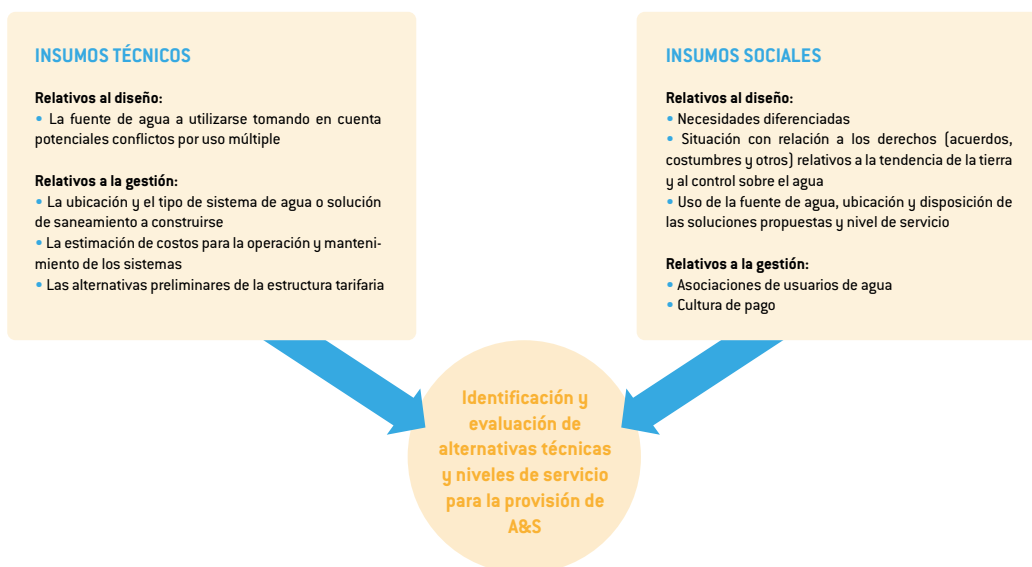 INSUMOS TÉCNICOS
Relativos al diseño:
• La fuente de agua a utilizarse tomando en cuenta
potenciales conflictos por uso múltiple
Relativos a la gestión:
• La ubicación y el tipo de sistema de agua o solución
de saneamiento a construirse
• La estimación de costos para la operación y manteni-
miento de los sistemas
• Las alternativas preliminares de la estructura tarifaria
INSUMOS SOCIALES
Relativos al diseño:
• Necesidades diferenciadas
• Situación con relación a los derechos (acuerdos,
costumbres y otros) relativos a la tendencia de la tierra
y al control sobre el agua
• Uso de la fuente de agua, ubicación y disposición de
las soluciones propuestas y nivel de servicio
Relativos a la gestión:
• Asociaciones de usuarios de agua
• Cultura de pago
Identificación y
evaluación de
alternativas técnicas
y niveles de servicio
para la provisión de
A&S